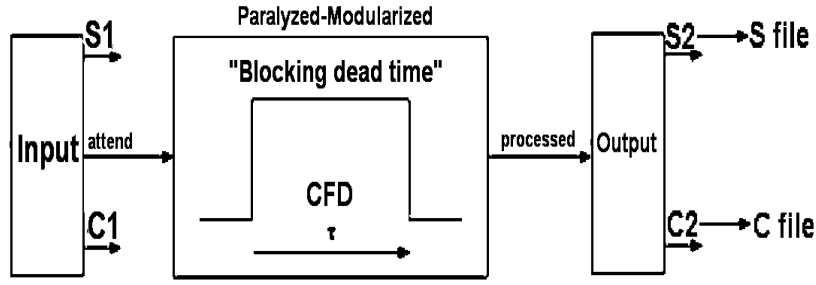 Paralyzed-Modularized
S1
"Blocking dead time"
S2
S file
Input
attend
processed
Output
CFD
τ
C1
C2
C file